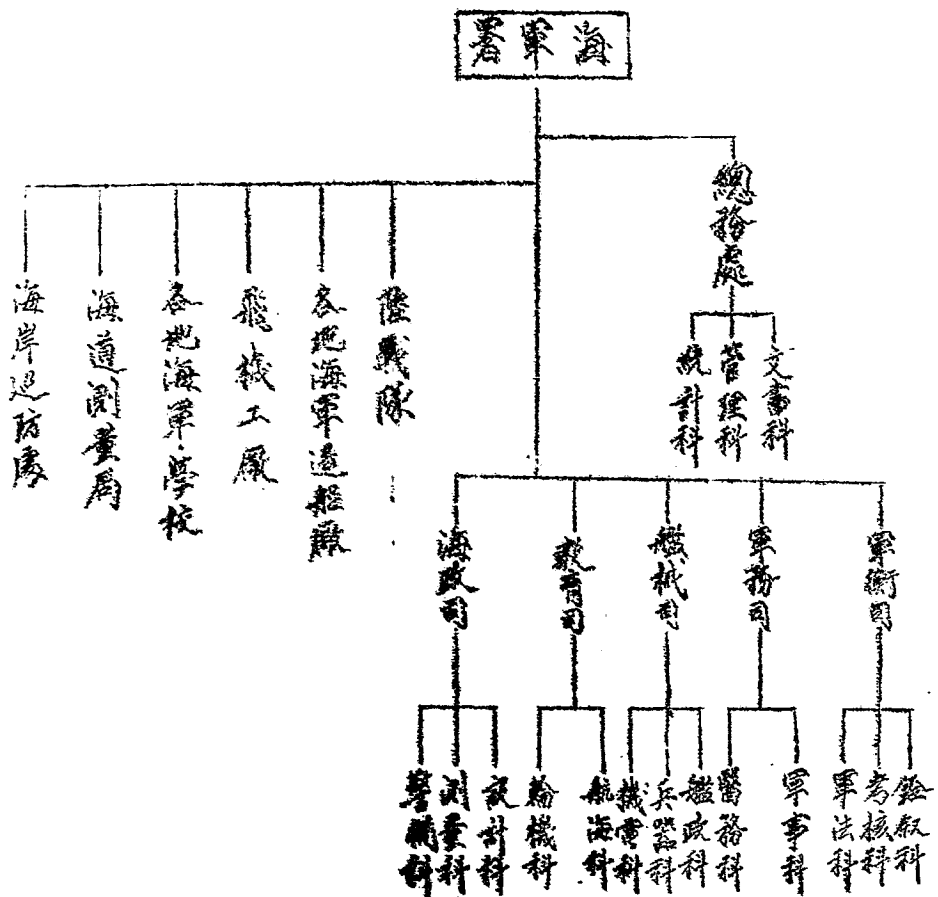 海軍署
總務處
文書科
管理科
統計科
陸戰隊
各地海軍造船廠
飛機工廠
各地海軍學校
海道測量局
海岸巡防處
軍衡司
軍務司
艦械司
教育司
海政司
銓叙科
考核科
軍法科
軍事科
醫務科
艦政科
兵器科
機電科
航海科
輪機科
設計科
測量科
警備科